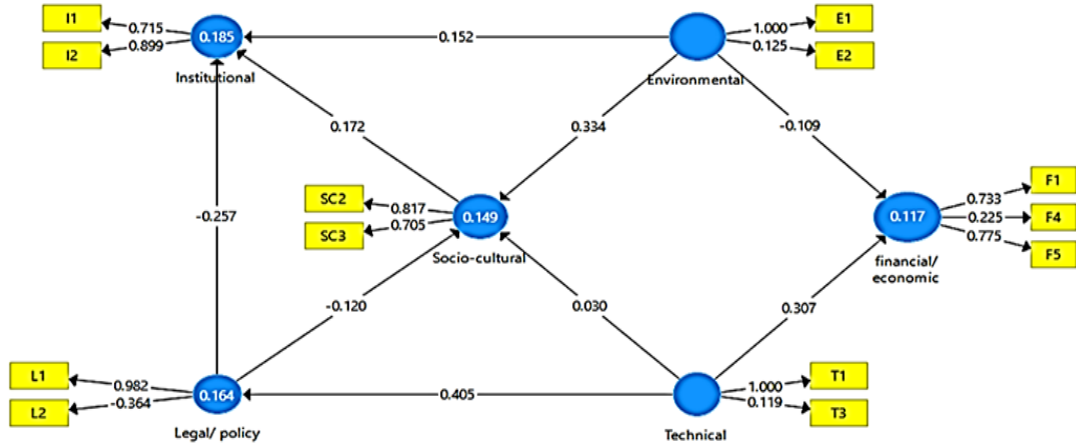 I1
0.715
0.899
I2
0.185
Institutional
0.152
Environmental
1.000
0.125
E1
E2
0.172
0.334
-0.109
-0.257
SC2
SC3
0.817
0.705
0.149
Socio-cultural
0.117
financial/
economic
0.733
0.225
0.775
F1
F4
F5
-0.120
0.030
0.307
L1
L2
0.982
-0.364
0.164
Legal/ policy
0.405
Technical
1.000
0.119
T1
T3